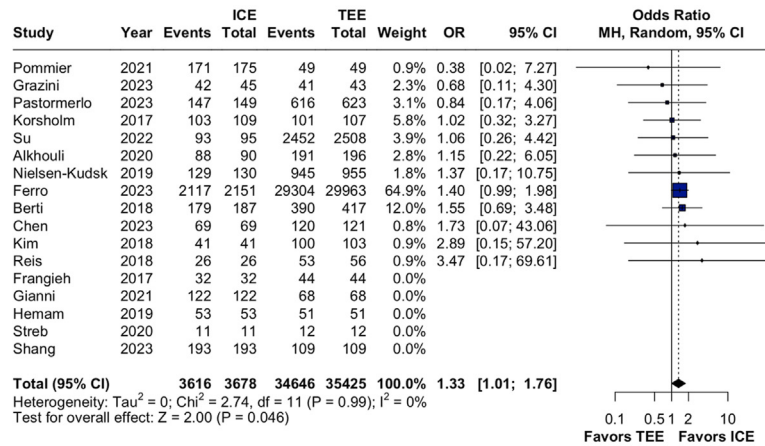 ICE TEE Odds Ratio
Study Year Events Total Events Total Weight OR 95% CI MH, Random, 95% CI
Pommier 2021 171 175 49 49 0.9% 0.38 [0.02; 7.27]
Grazini 2023 42 45 41 43 2.2% 0.68 [0.11; 4.30]
Pastormerlo 2023 147 149 616 623 3.1% 0.84 [0.17; 4.06]
Korsholm 2017 103 109 101 107 5.7% 1.02 [0.32; 3.27]
Su 2022 93 95 2452 2508 3.9% 1.06 [0.26; 4.42]
Alkhouli 2020 88 90 191 196 2.8% 1.15 [0.22; 6.05]
Nielsen-Kudsk 2019 129 130 945 955 1.8% 1.37 [0.17; 10.75]
Ferro 2023 2117 2151 29304 29963 64.9% 1.40 [0.99; 1.98]
Berti 2018 179 187 390 417 12.0% 1.55 [0.69; 3.48]
Chen 2023 69 69 120 121 0.8% 1.73 [0.07; 43.06]
Kim 2018 41 41 100 103 0.9% 2.89 [0.15; 57.20]
Reis 2018 26 26 53 56 0.9% 3.47 [0.17; 69.61]
Frangieh 2017 32 32 44 44 0.0%
Gianni 2021 122 122 68 68 0.0%
Hemam 2019 53 53 51 51 0.0%
Streb 2020 11 11 12 12 0.0%
Shang 2023 193 193 109 109 0.0%
Total (95% CI) 3616 3678 34646 35425 100.0% 1.33 [1.01; 1.76]
Heterogeneity: Tau² = 0; Chi² = 2.74, df = 11 (P = 0.99); I² = 0%
Test for overall effect: Z = 2.00 (P = 0.046)
0.1 0.5 1 2 10
Favors TEE Favors ICE